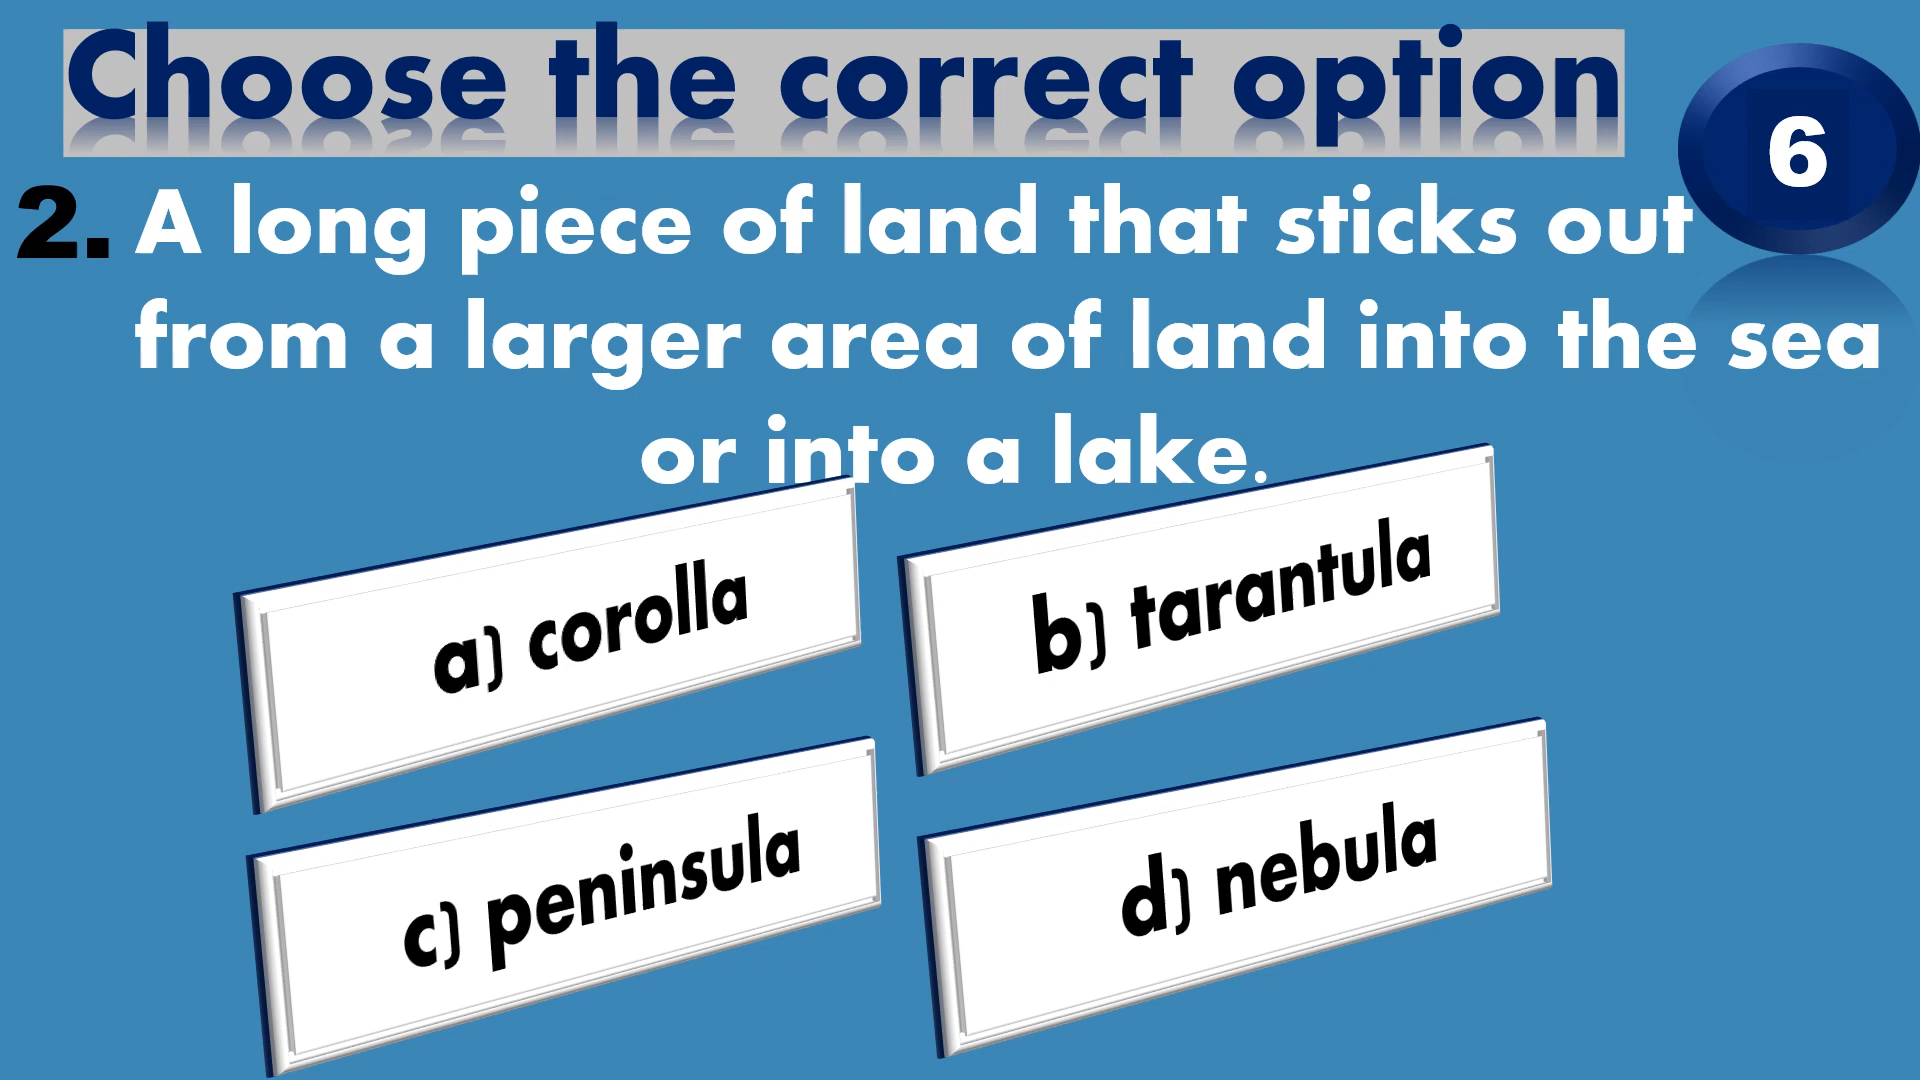 Choose the correct option
6
2. A long piece of land that sticks out
from a larger area of land into the sea
or into a lake.
a) corolla
b) tarantula
c) peninsula
d) nebula